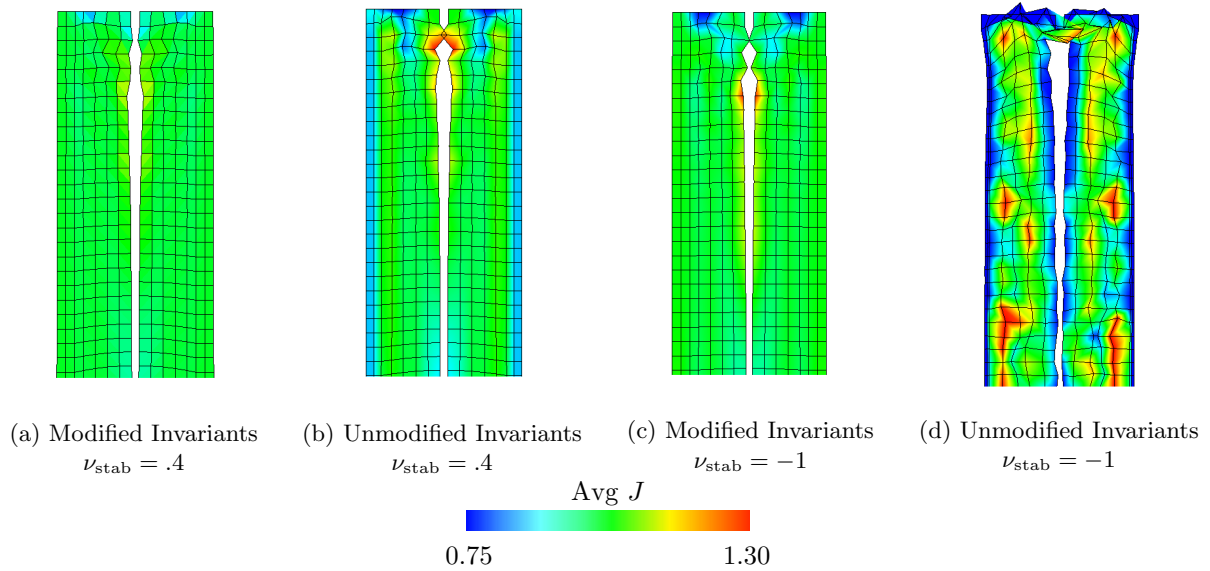 (a) Modified Invariants
ν_stab = .4
(b) Unmodified Invariants
ν_stab = .4
(c) Modified Invariants
ν_stab = −1
(d) Unmodified Invariants
ν_stab = −1
Avg J
0.75 1.30